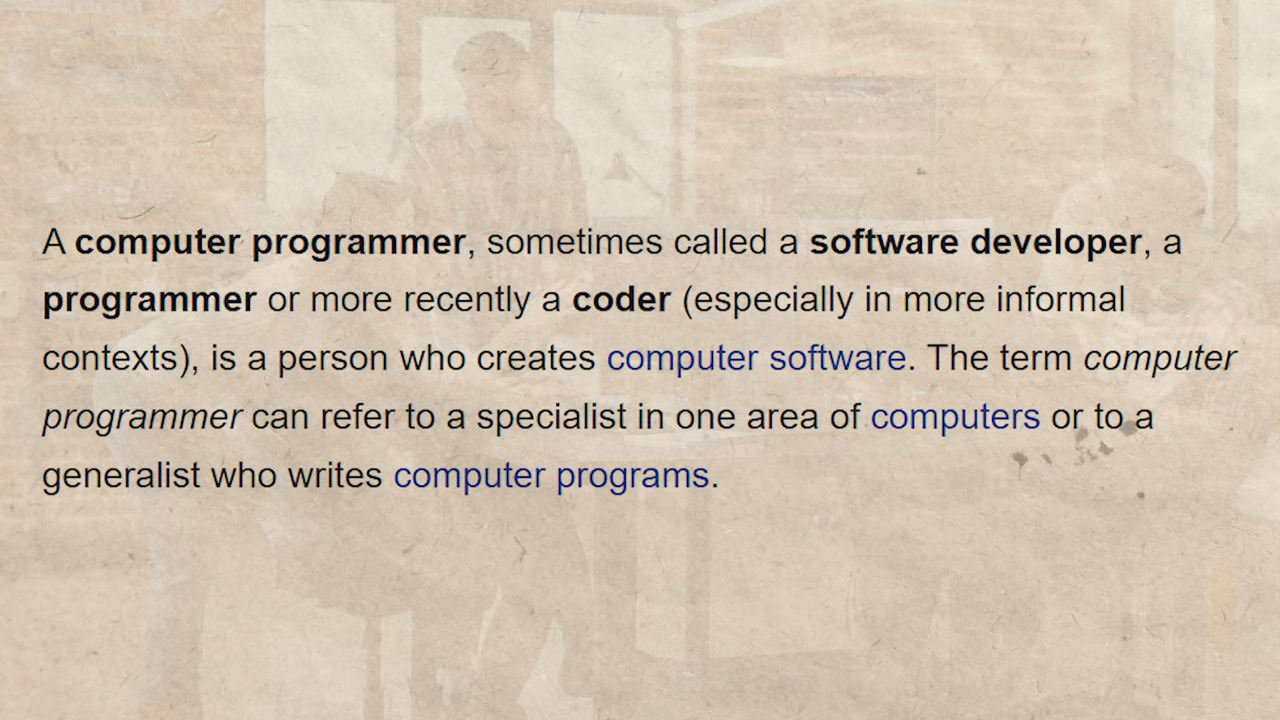 A computer programmer, sometimes called a software developer, a
programmer or more recently a coder (especially in more informal
contexts), is a person who creates computer software. The term computer
programmer can refer to a specialist in one area of computers or to a
generalist who writes computer programs.